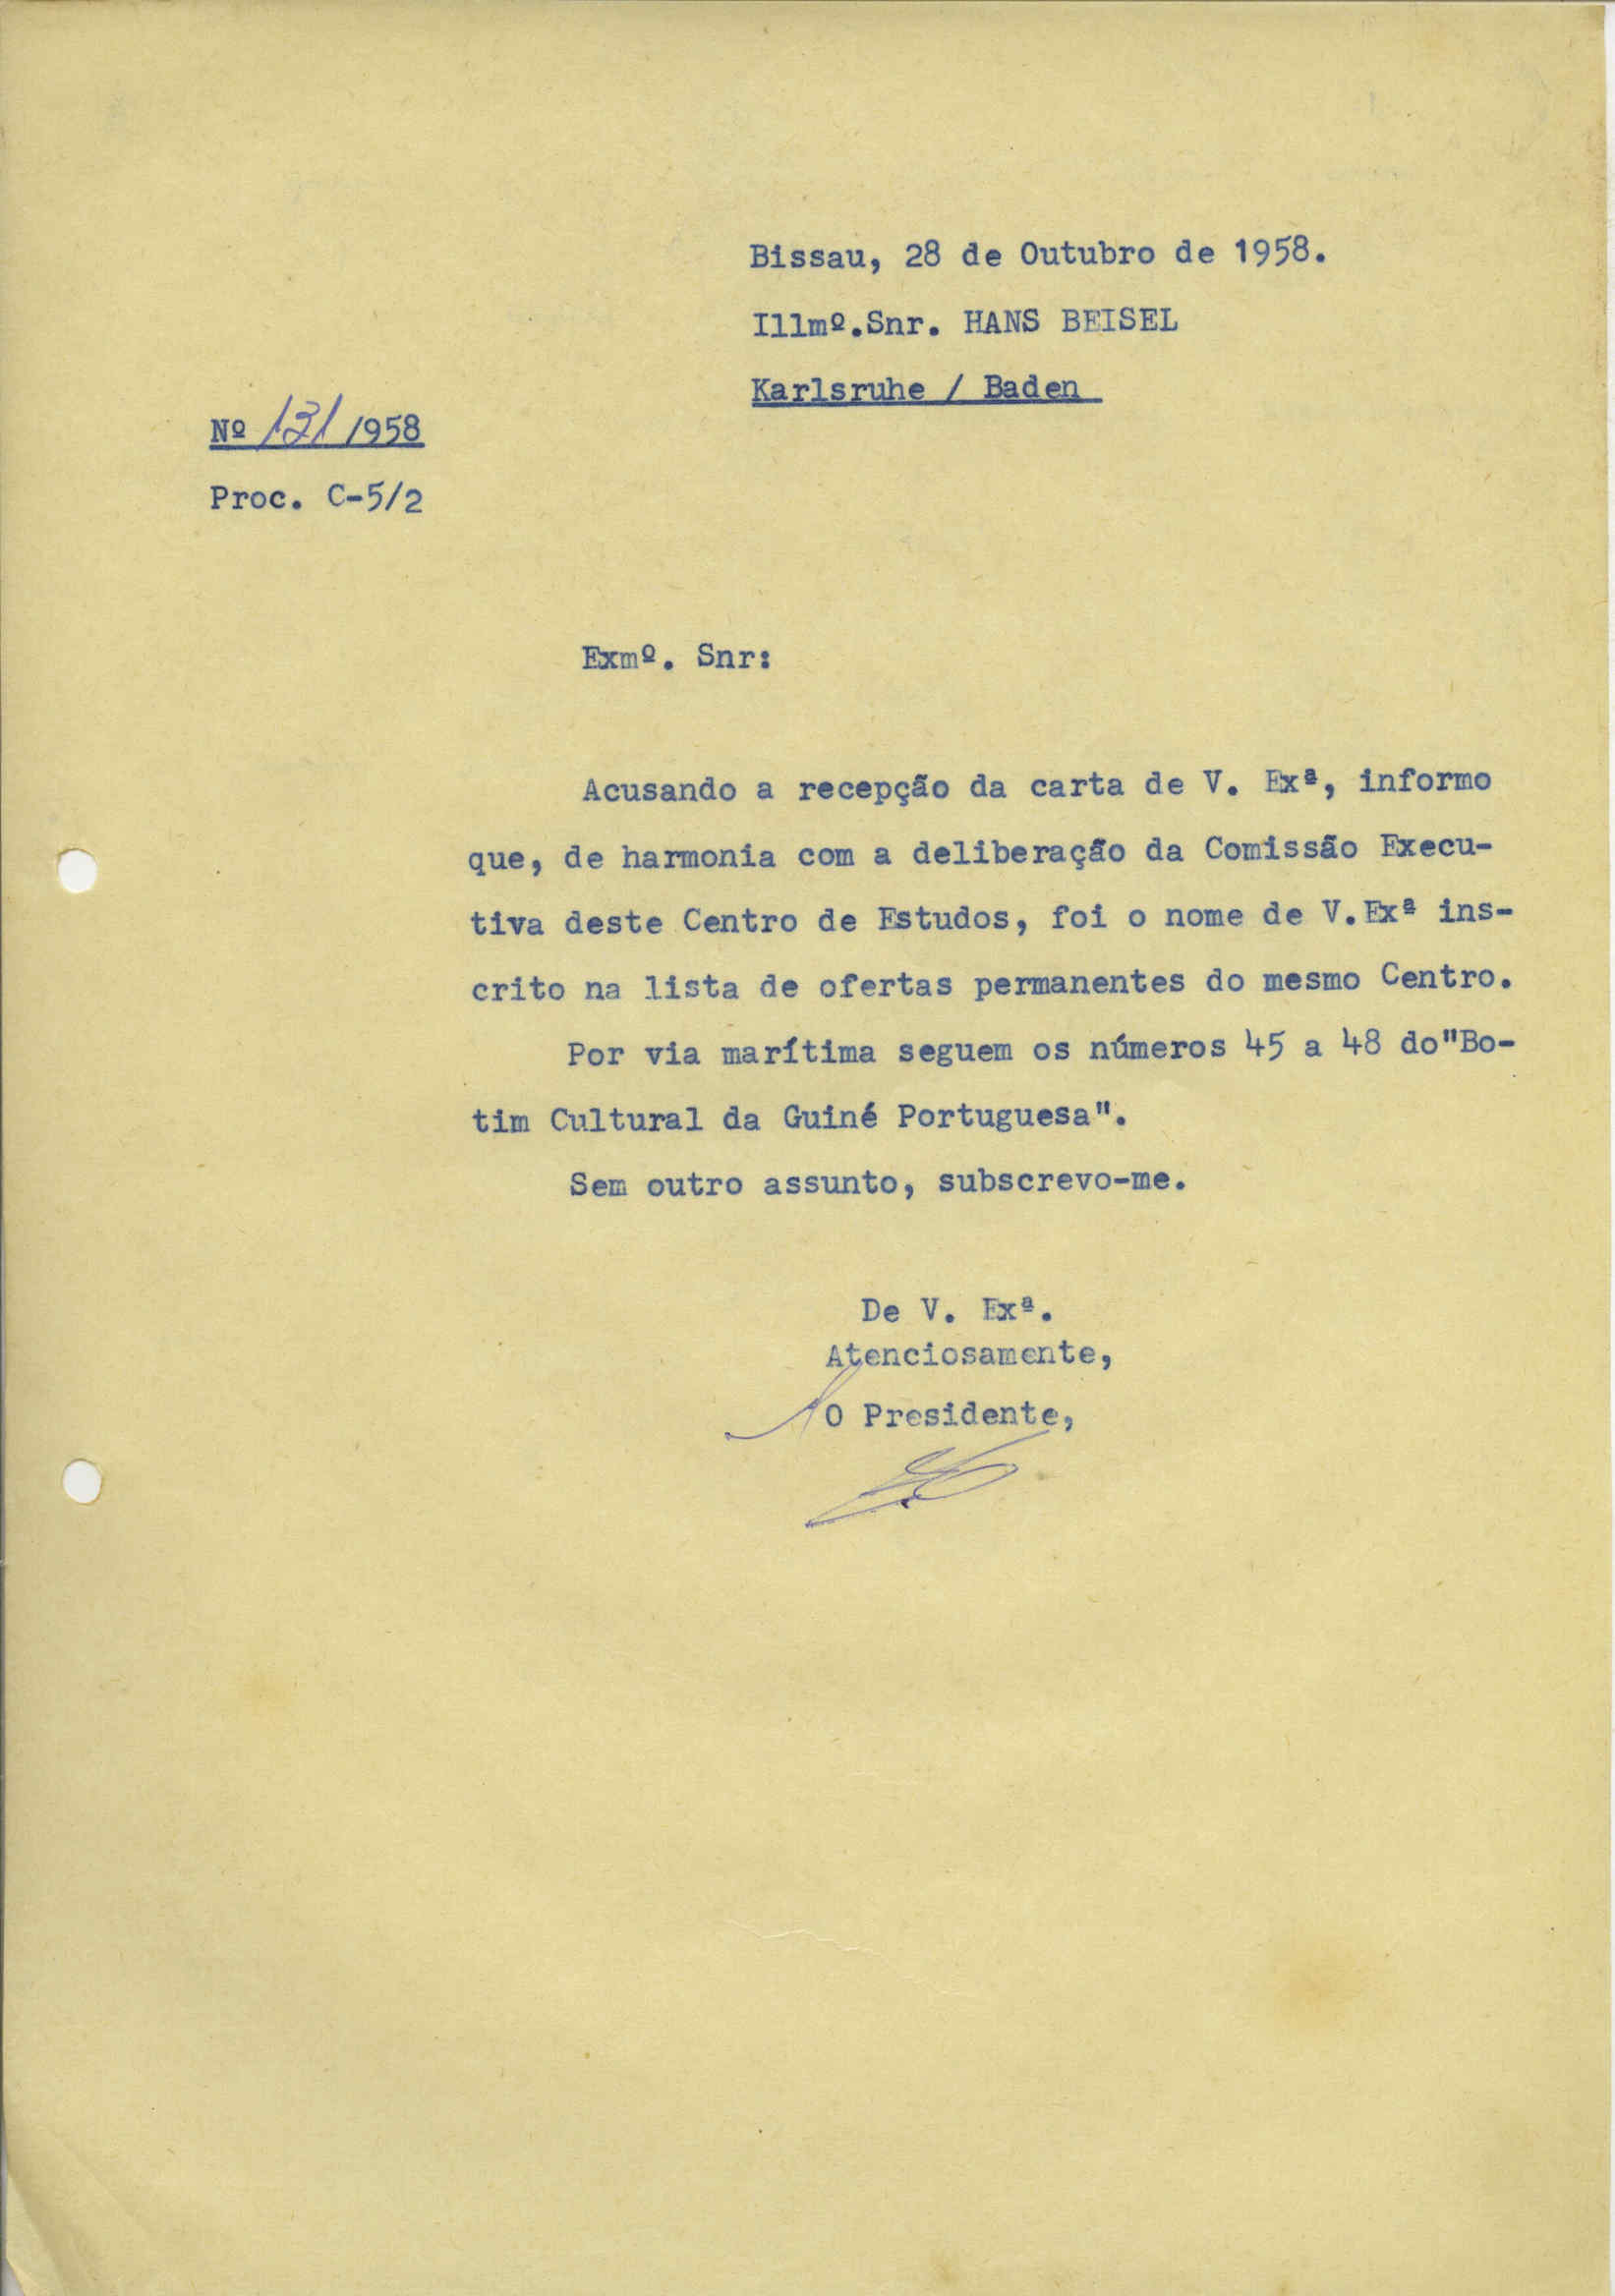 Bissau, 28 de Outubro de 1958.
Illmº.Snr. HANS BEISEL
Karlsruhe / Baden
Nº 131/1958
Proc. C-5/2
Exmº. Snr:
Acusando a recepção da carta de V. Exª, informo
que, de harmonia com a deliberação da Comissão Execu-
tiva deste Centro de Estudos, foi o nome de V.Exª ins-
crito na lista de ofertas permanentes do mesmo Centro.
Por via marítima seguem os números 45 a 48 do"Bo-
tim Cultural da Guiné Portuguesa".
Sem outro assunto, subscrevo-me.
De V. Exª.
Atenciosamente,
O Presidente,